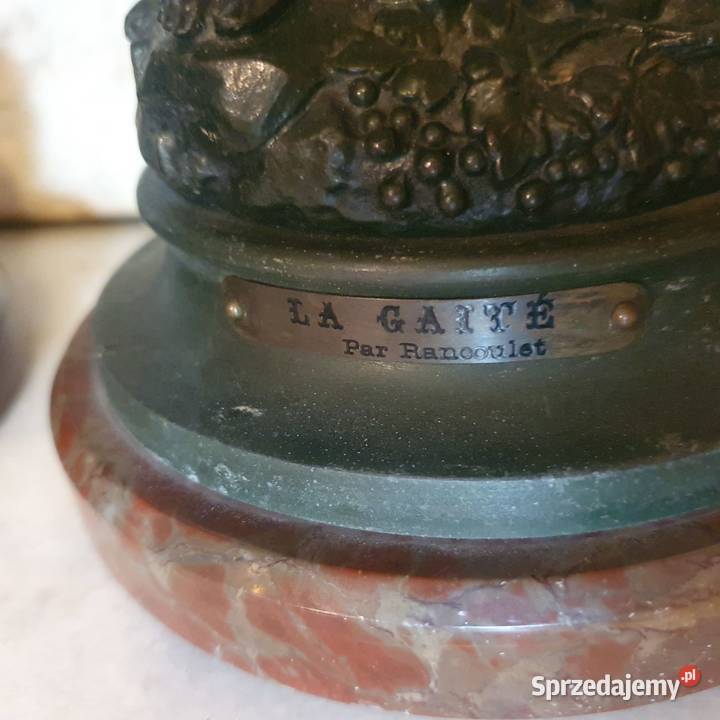 LA GAITÉ
Par Rancoulet
Sprzedajemy.pl